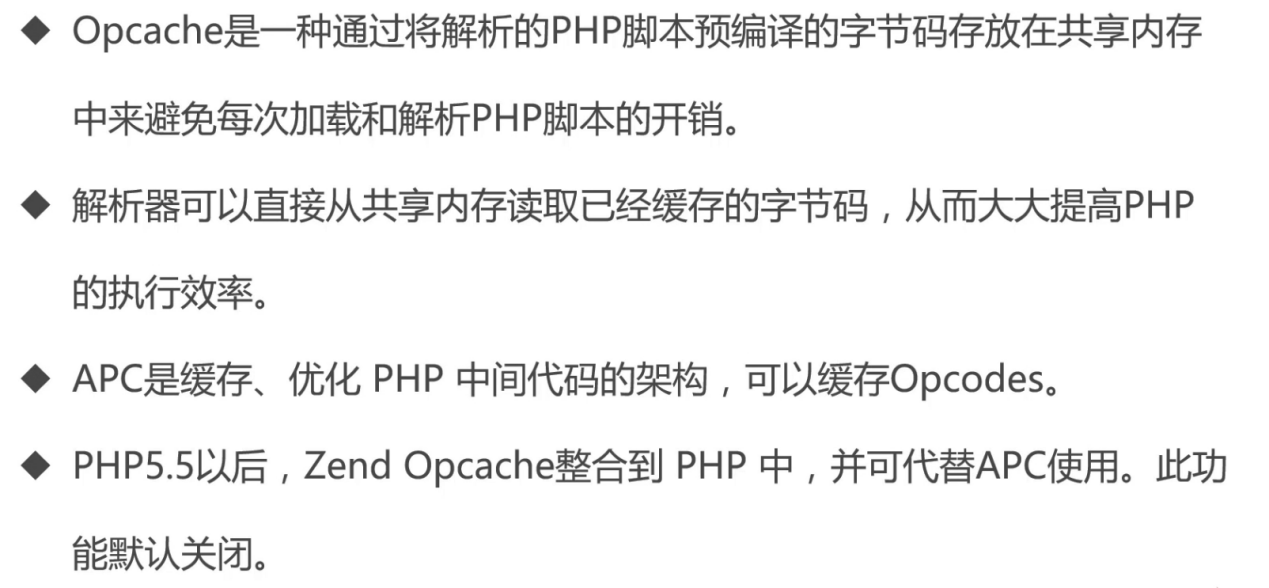 ◆ Opcache是一种通过将解析的PHP脚本预编译的字节码存放在共享内存
中来避免每次加载和解析PHP脚本的开销。
◆ 解析器可以直接从共享内存读取已经缓存的字节码，从而大大提高PHP
的执行效率。
◆ APC是缓存、优化 PHP 中间代码的架构，可以缓存Opcodes。
◆ PHP5.5以后，Zend Opcache整合到 PHP 中，并可代替APC使用。此功
能默认关闭。